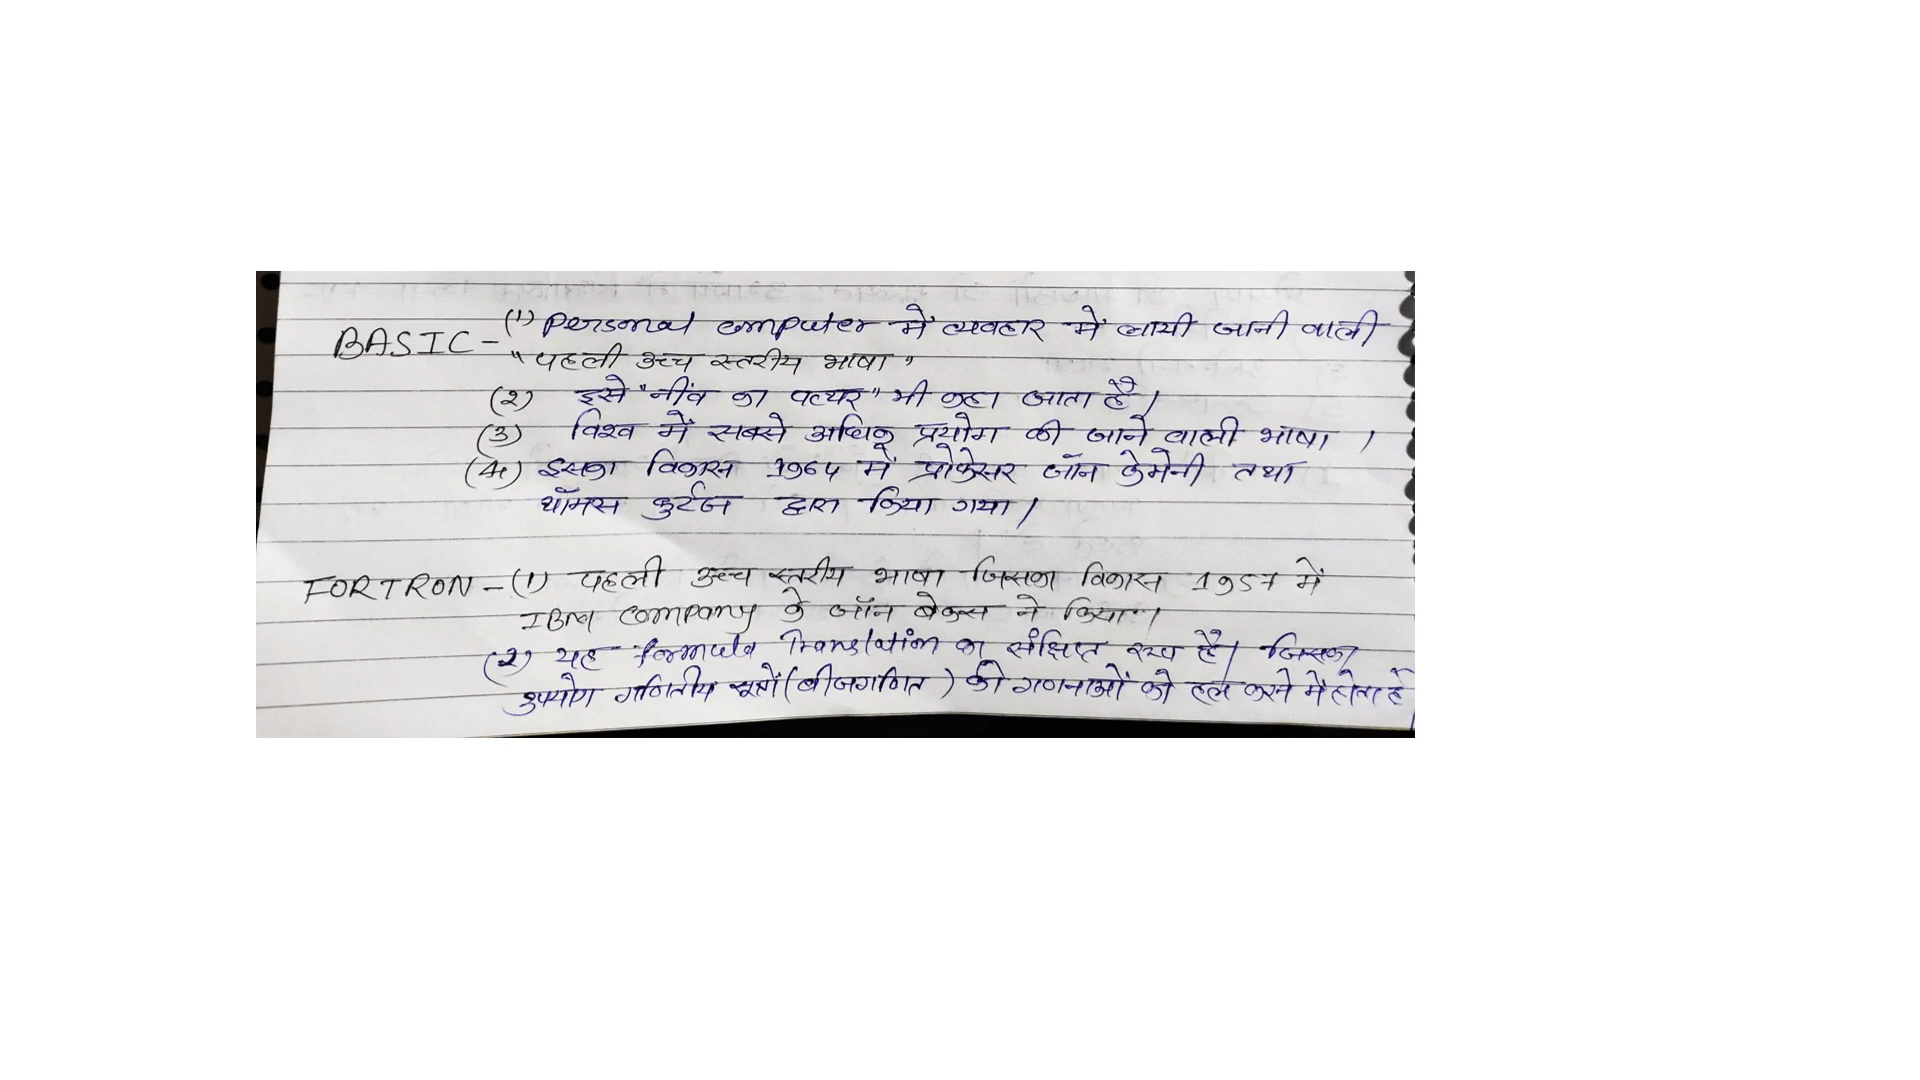 BASIC - (1) Personal computer में व्यवहार में लायी जानी वाली
"पहली उच्च स्तरीय भाषा"
(२) इसे "नींव का पत्थर" भी कहा जाता है।
(3) विश्व में सबसे अधिक प्रयोग की जाने वाली भाषा ।
(4) इसका विकास 1964 में प्रोफेसर जॉन केमेनी तथा
थॉमस कुर्टज द्वारा किया गया।
FORTRON - (1) पहली उच्च स्तरीय भाषा जिसका विकास 1957 में
IBM company के जॉन बेकस ने किया।
(२) यह formula Translation का संक्षिप्त रूप है। जिसका
उपयोग गणितीय सूत्रों (बीजगणित) की गणनाओं को हल करने में होता है।